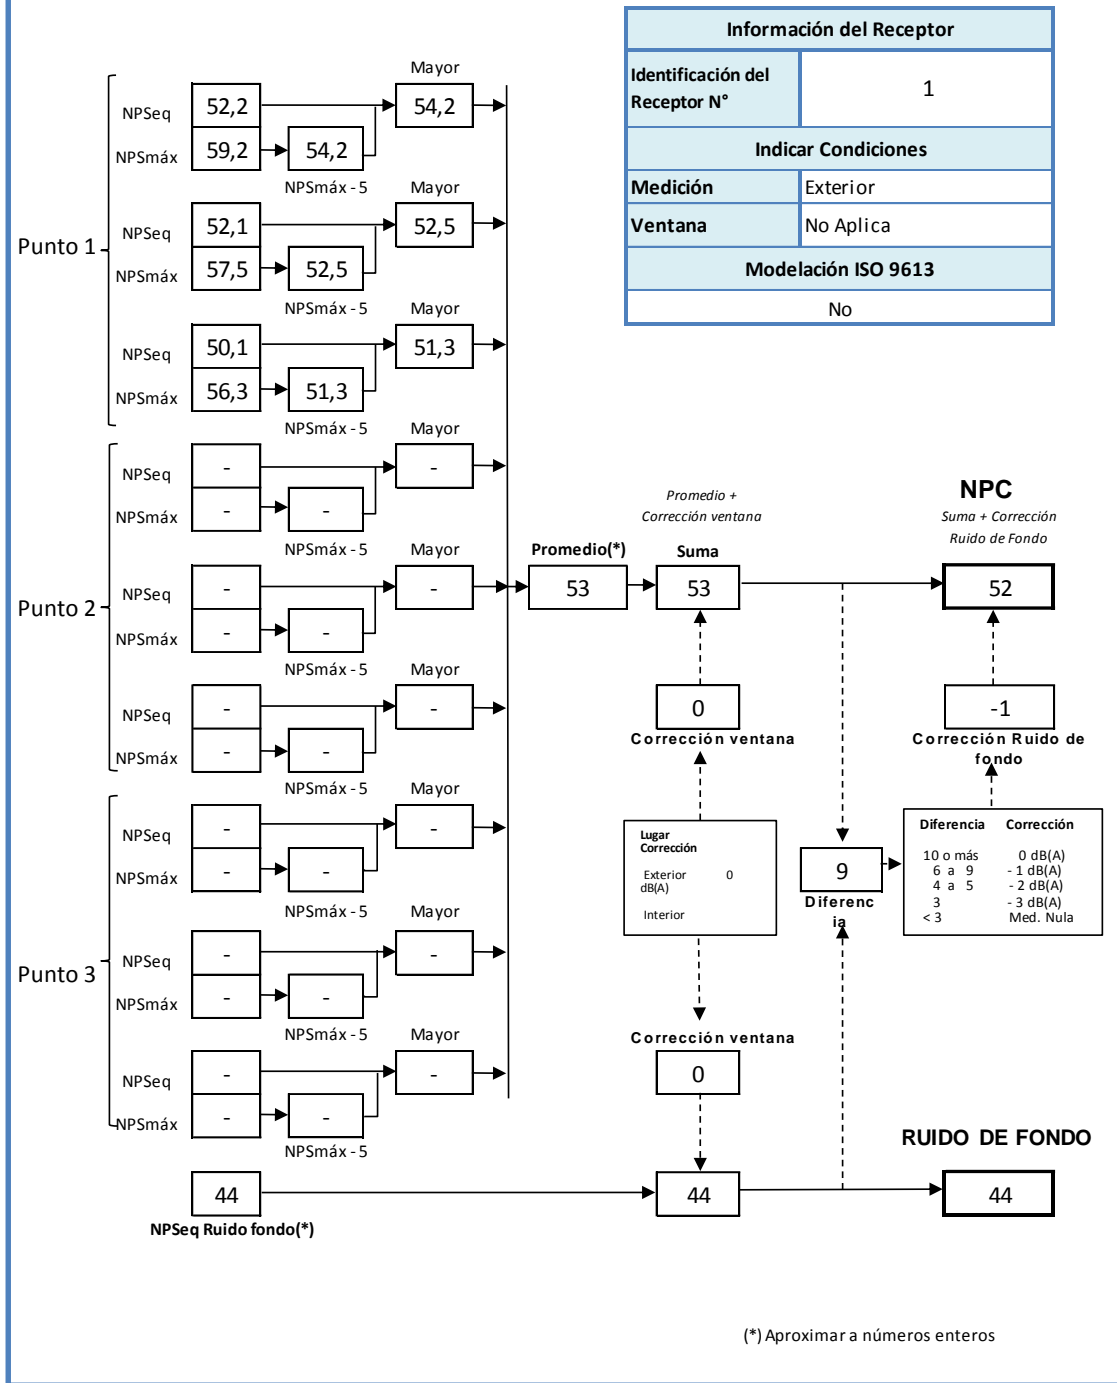 Información del Receptor
Identificación del
Receptor N°
1
Indicar Condiciones
Medición
Exterior
Ventana
No Aplica
Modelación ISO 9613
No
Punto 1
Mayor
NPSeq
52,2
54,2
NPSmáx
59,2
54,2
NPSmáx - 5
Mayor
NPSeq
52,1
52,5
NPSmáx
57,5
52,5
NPSmáx - 5
Mayor
NPSeq
50,1
51,3
NPSmáx
56,3
51,3
NPSmáx - 5
Punto 2
Mayor
NPSeq
-
-
NPSmáx
-
-
NPSmáx - 5
Mayor
NPSeq
-
-
NPSmáx
-
-
NPSmáx - 5
Mayor
NPSeq
-
-
NPSmáx
-
-
NPSmáx - 5
Punto 3
Mayor
NPSeq
-
-
NPSmáx
-
-
NPSmáx - 5
Mayor
NPSeq
-
-
NPSmáx
-
-
NPSmáx - 5
Mayor
NPSeq
-
-
NPSmáx
-
-
NPSmáx - 5
Promedio(*)
53
Promedio +
Corrección ventana
Suma
53
NPC
Suma + Corrección
Ruido de Fondo
52
0
Corrección ventana
-1
Corrección Ruido de
fondo
Lugar
Corrección
Exterior 0
dB(A)
Interior
9
Diferenc
ia
Diferencia Corrección
10 o más 0 dB(A)
6 a 9 - 1 dB(A)
4 a 5 - 2 dB(A)
3 - 3 dB(A)
< 3 Med. Nula
Corrección ventana
0
44
NPSeq Ruido fondo(*)
44
RUIDO DE FONDO
44
(*) Aproximar a números enteros